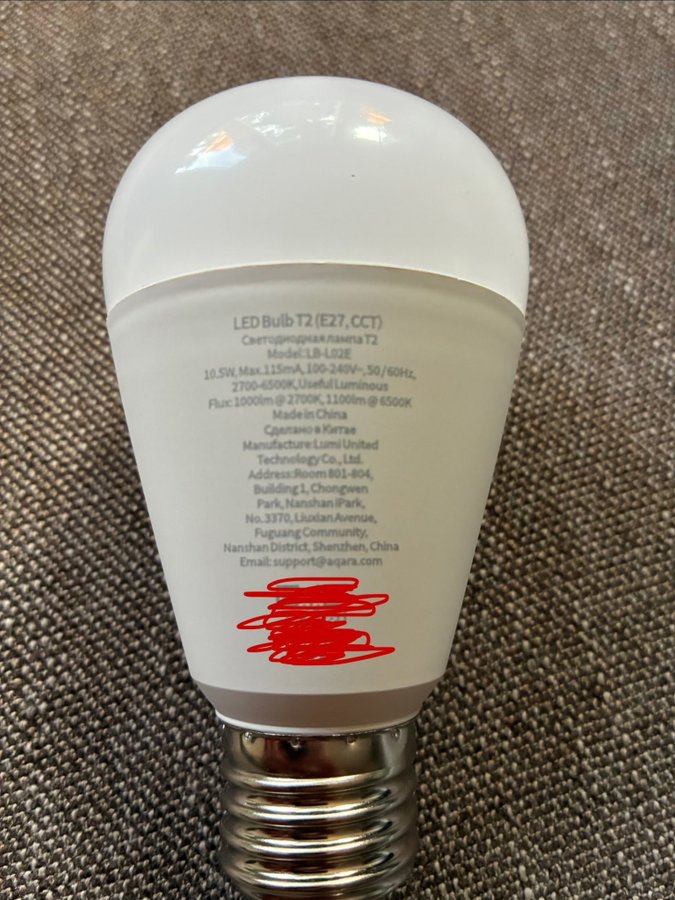 LED Bulb T2 (E27, CCT)
Светодиодная лампа T2
Model: LB-L02E
10.5W, Max. 115mA, 100-240V~, 50 / 60Hz,
2700-6500K, Useful Luminous
Flux: 1000lm @ 2700K, 1100lm @ 6500K
Made in China
Сделано в Китае
Manufacture: Lumi United
Technology Co., Ltd.
Address: Room 801-804,
Building 1, Chongwen
Park, Nanshan iPark,
No. 3370, Liuxian Avenue,
Fuguang Community,
Nanshan District, Shenzhen, China
Email: support@aqara.com